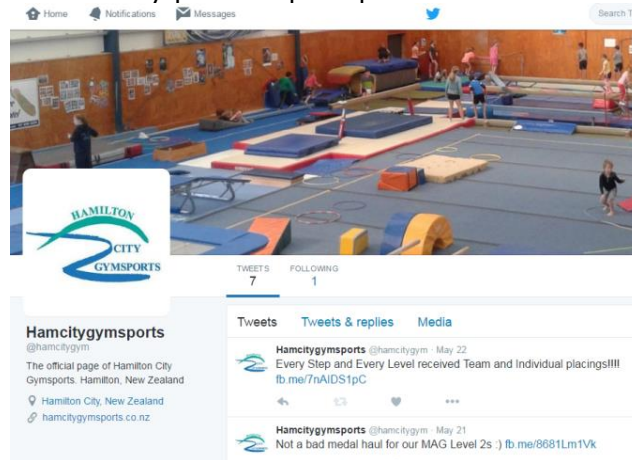 Home Notifications Messages Search T
HAMILTON
CITY
GYMSPORTS
TWEETS FOLLOWING
7 1
Hamcitygymsports
@hamcitygym
The official page of Hamilton City
Gymsports. Hamilton, New Zealand
Hamilton City, New Zealand
hamcitygymsports.co.nz
Tweets Tweets & replies Media
Hamcitygymsports @hamcitygym · May 22
Every Step and Every Level received Team and Individual placings!!!!
fb.me/7nAIDS1pC
Hamcitygymsports @hamcitygym · May 21
Not a bad medal haul for our MAG Level 2s :) fb.me/8681Lm1Vk